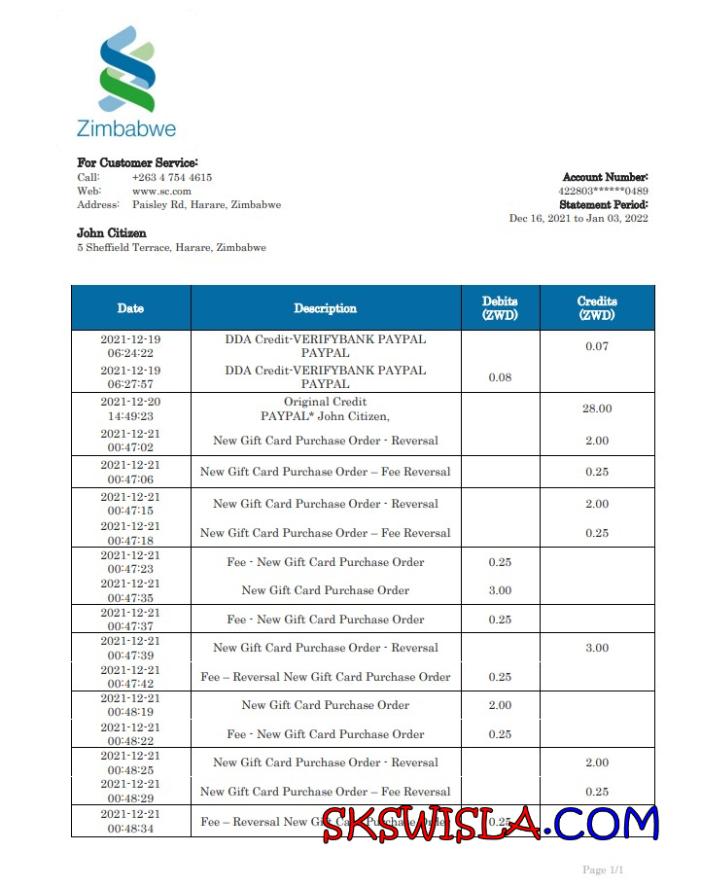 Zimbabwe
For Customer Service:
Call: +263 4 754 4615
Web: www.sc.com
Address: Paisley Rd, Harare, Zimbabwe
Account Number:
422803******0489
Statement Period:
Dec 16, 2021 to Jan 03, 2022
John Citizen
5 Sheffield Terrace, Harare, Zimbabwe
Date Description Debits (ZWD) Credits (ZWD)
2021-12-19 06:24:22 DDA Credit-VERIFYBANK PAYPAL PAYPAL 0.07
2021-12-19 06:27:57 DDA Credit-VERIFYBANK PAYPAL PAYPAL 0.08
2021-12-20 14:49:23 Original Credit PAYPAL* John Citizen, 28.00
2021-12-21 00:47:02 New Gift Card Purchase Order - Reversal 2.00
2021-12-21 00:47:06 New Gift Card Purchase Order – Fee Reversal 0.25
2021-12-21 00:47:15 New Gift Card Purchase Order - Reversal 2.00
2021-12-21 00:47:18 New Gift Card Purchase Order – Fee Reversal 0.25
2021-12-21 00:47:23 Fee - New Gift Card Purchase Order 0.25
2021-12-21 00:47:35 New Gift Card Purchase Order 3.00
2021-12-21 00:47:37 Fee - New Gift Card Purchase Order 0.25
2021-12-21 00:47:39 New Gift Card Purchase Order - Reversal 3.00
2021-12-21 00:47:42 Fee – Reversal New Gift Card Purchase Order 0.25
2021-12-21 00:48:19 New Gift Card Purchase Order 2.00
2021-12-21 00:48:22 Fee - New Gift Card Purchase Order 0.25
2021-12-21 00:48:25 New Gift Card Purchase Order - Reversal 2.00
2021-12-21 00:48:29 New Gift Card Purchase Order – Fee Reversal 0.25
2021-12-21 00:48:34 Fee – Reversal New Gift Card Purchase Order 0.25
SKSWISLA.COM
Page 1/1